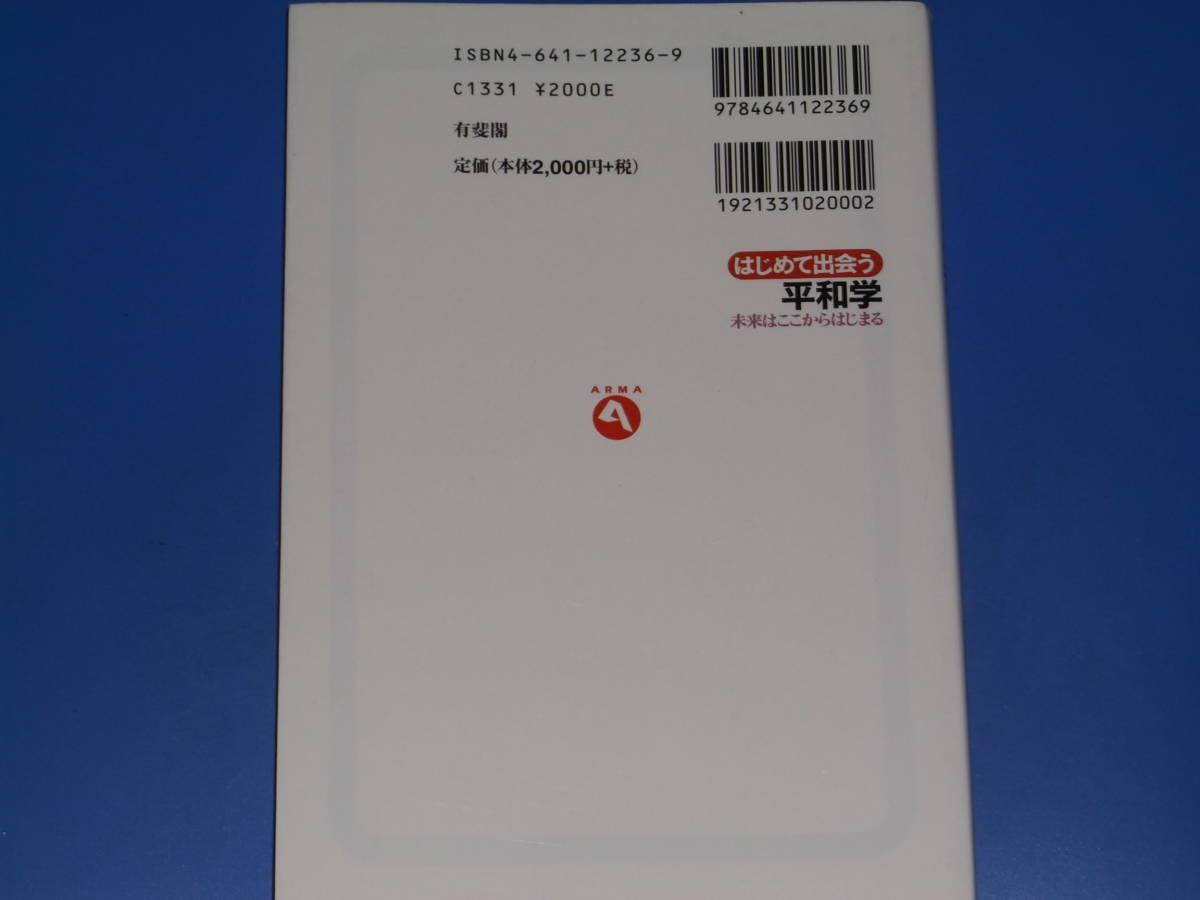 ISBN4-641-12236-9
C1331 ¥2000E
有斐閣
定価(本体2,000円+税)
9784641122369
1921331020002
はじめて出会う
平和学
未来はここからはじまる
ARMA